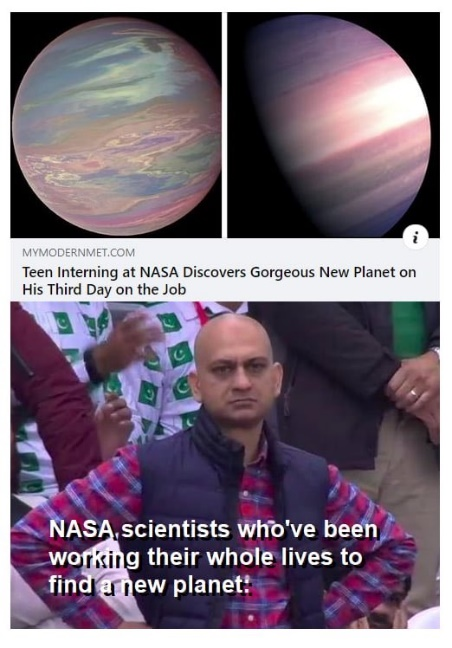 MYMODERNMET.COM
Teen Interning at NASA Discovers Gorgeous New Planet on
His Third Day on the Job
NASA scientists who've been
working their whole lives to
find a new planet: